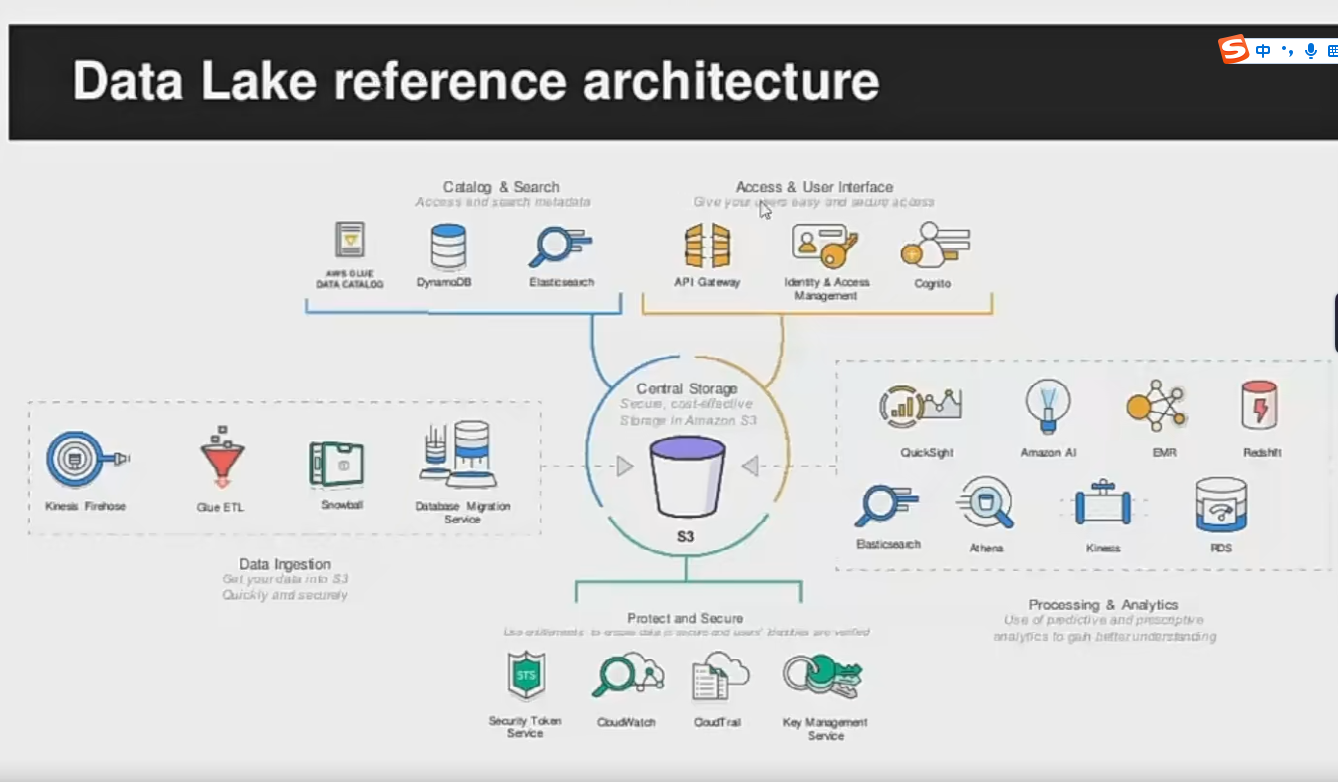 Data Lake reference architecture
中
Catalog & Search
Access and search metadata
Access & User Interface
Give your users easy and secure access
AWS GLUE
DATA CATALOG
DynamoDB
Elasticsearch
API Gateway
Identity & Access
Management
Cognito
Central Storage
Secure, cost-effective
Storage in Amazon S3
S3
Kinesis Firehose
Glue ETL
Snowball
Database Migration
Service
Data Ingestion
Get your data into S3
Quickly and securely
QuickSight
Amazon AI
EMR
Redshift
Elasticsearch
Athena
Kinesis
RDS
Processing & Analytics
Use of predictive and prescriptive
analytics to gain better understanding
Protect and Secure
Use entitlements to ensure data is secure and users' identities are verified
STS
Security Token
Service
CloudWatch
CloudTrail
Key Management
Service